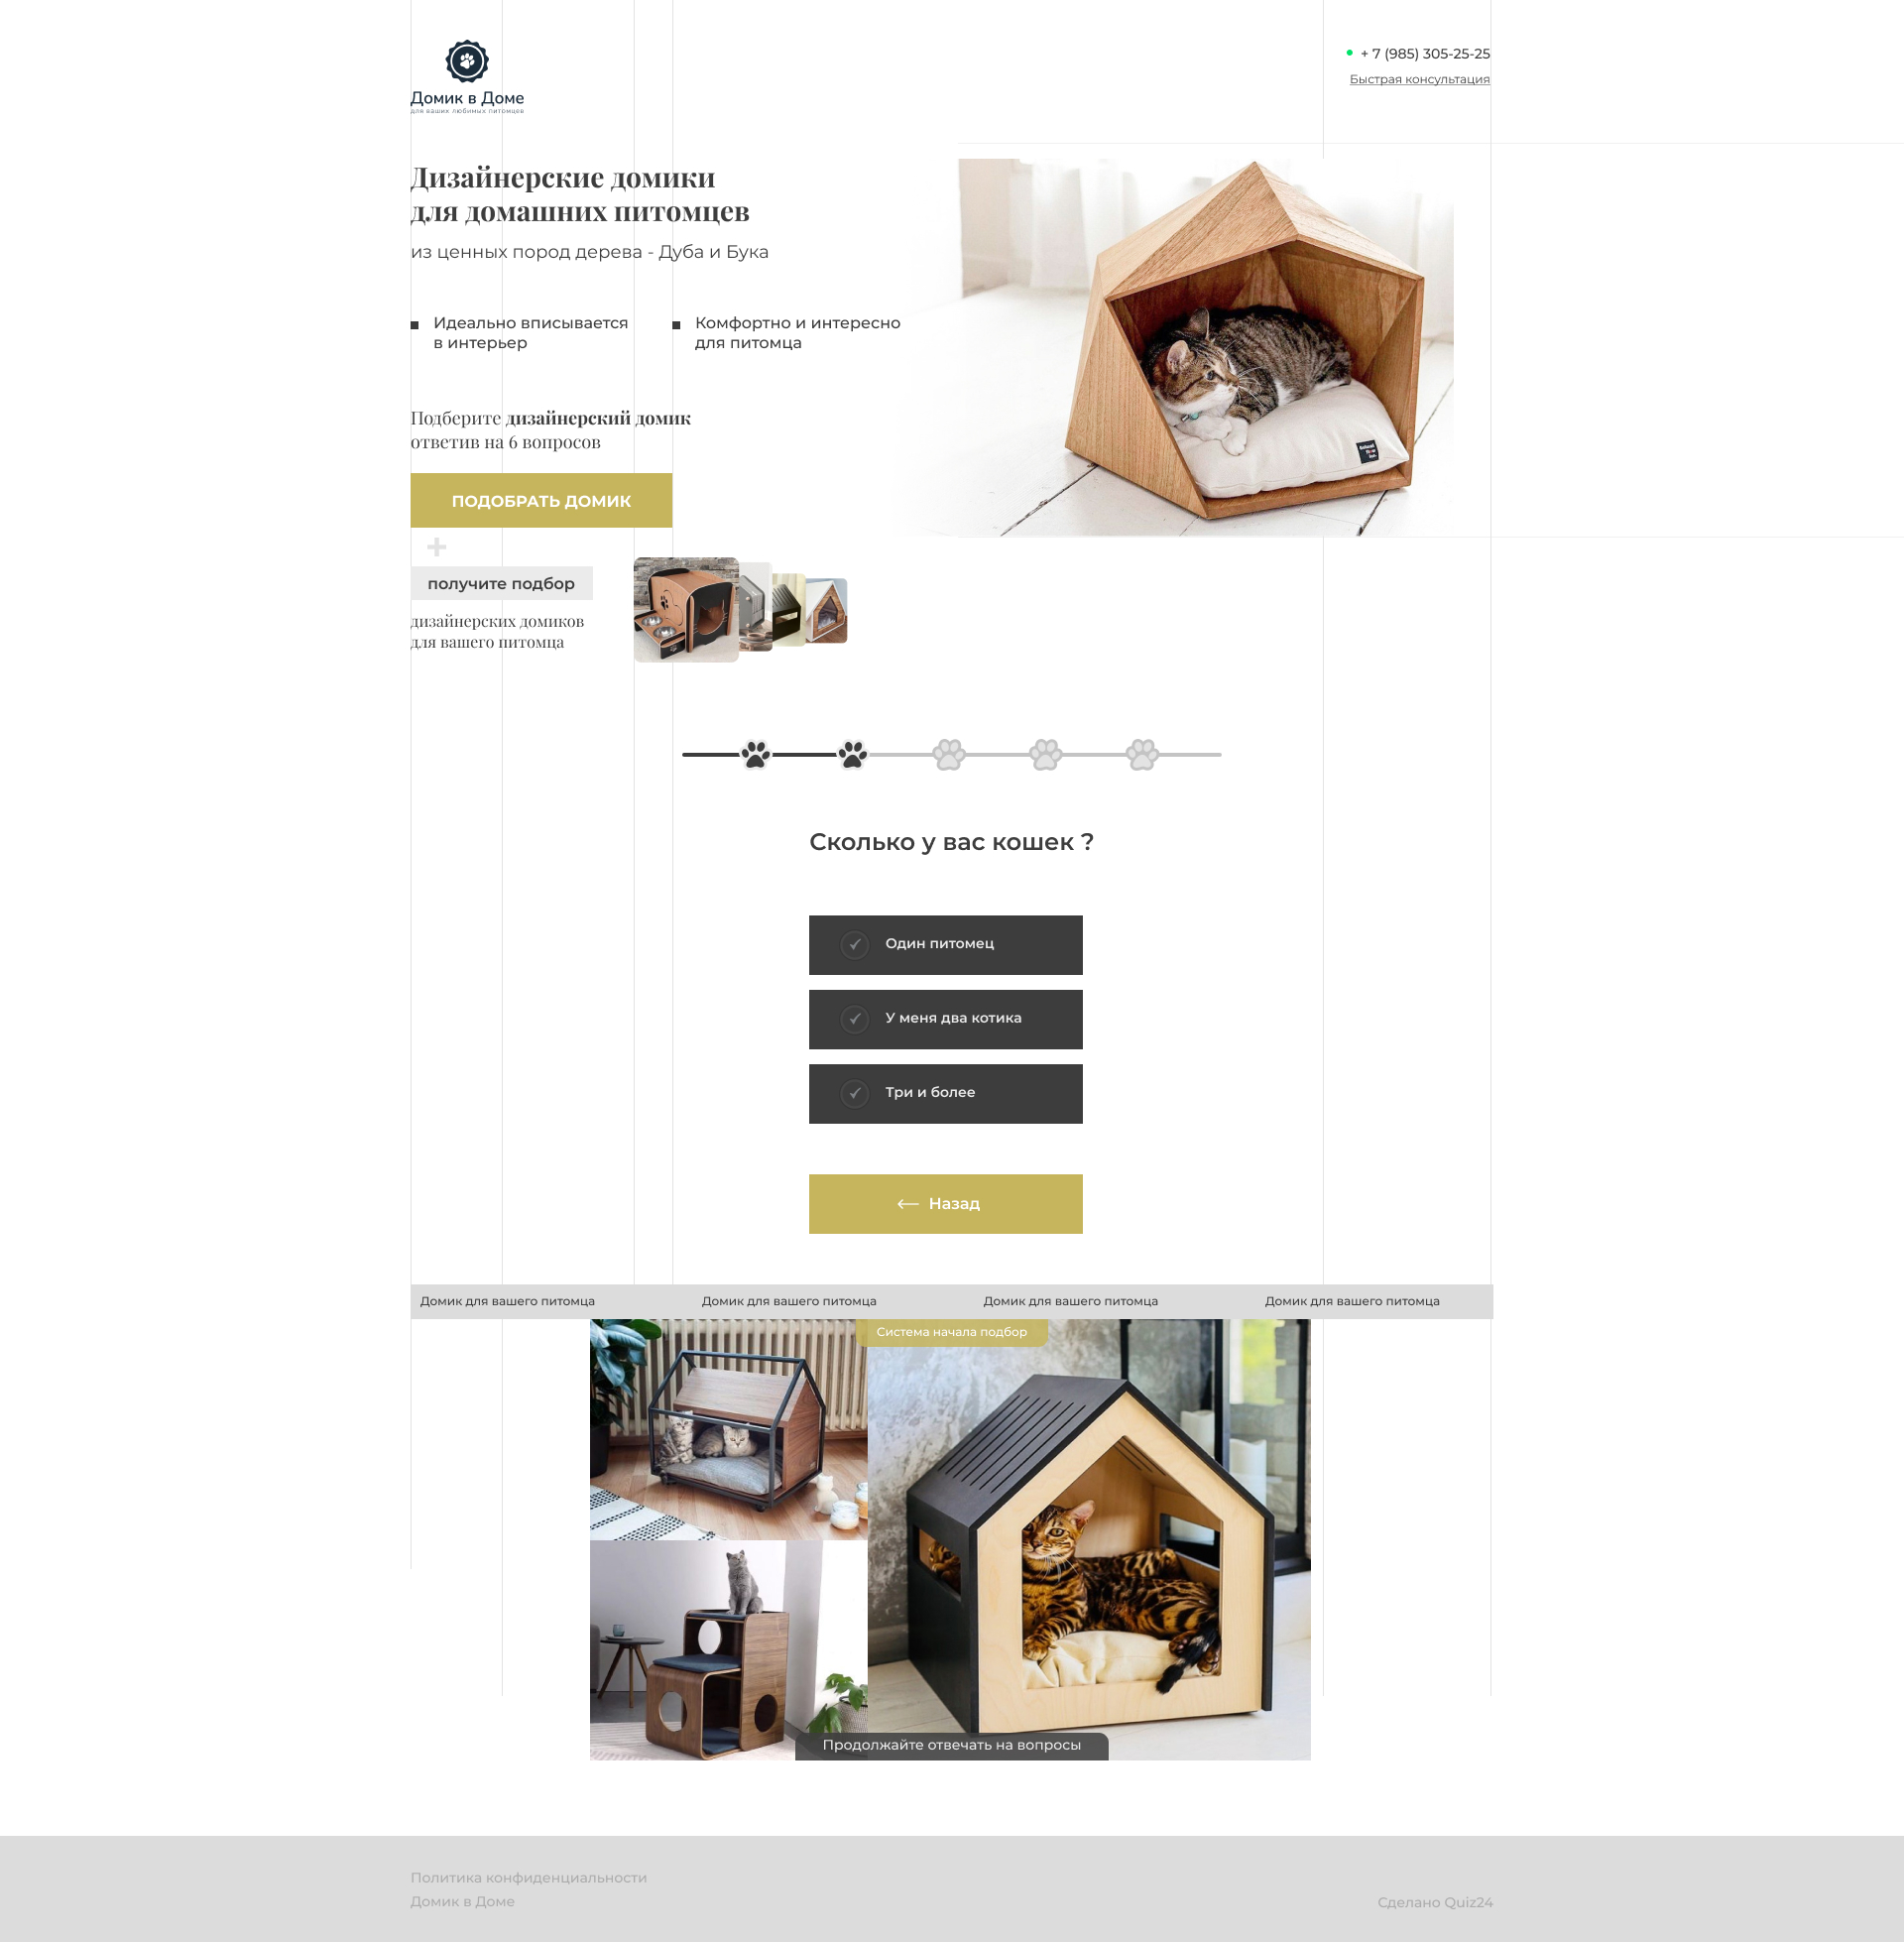 Домик в Доме
для ваших любимых питомцев
+ 7 (985) 305-25-25
Быстрая консультация
Дизайнерские домики
для домашних питомцев
из ценных пород дерева - Дуба и Бука
Идеально вписывается
в интерьер
Комфортно и интересно
для питомца
Подберите дизайнерский домик
ответив на 6 вопросов
ПОДОБРАТЬ ДОМИК
+
получите подбор
дизайнерских домиков
для вашего питомца
Сколько у вас кошек ?
Один питомец
У меня два котика
Три и более
Назад
Домик для вашего питомца
Домик для вашего питомца
Домик для вашего питомца
Домик для вашего питомца
Система начала подбор
Продолжайте отвечать на вопросы
Политика конфиденциальности
Домик в Доме
Сделано Quiz24